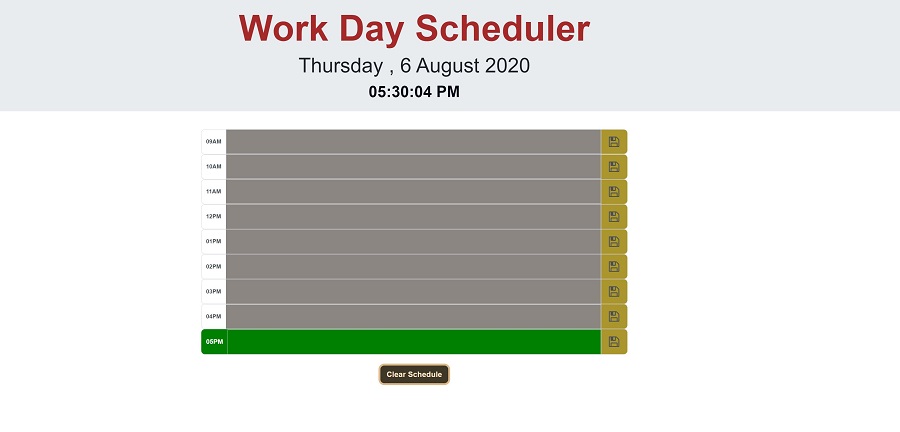 Work Day Scheduler
Thursday , 6 August 2020
05:30:04 PM
09AM
10AM
11AM
12PM
01PM
02PM
03PM
04PM
05PM
Clear Schedule